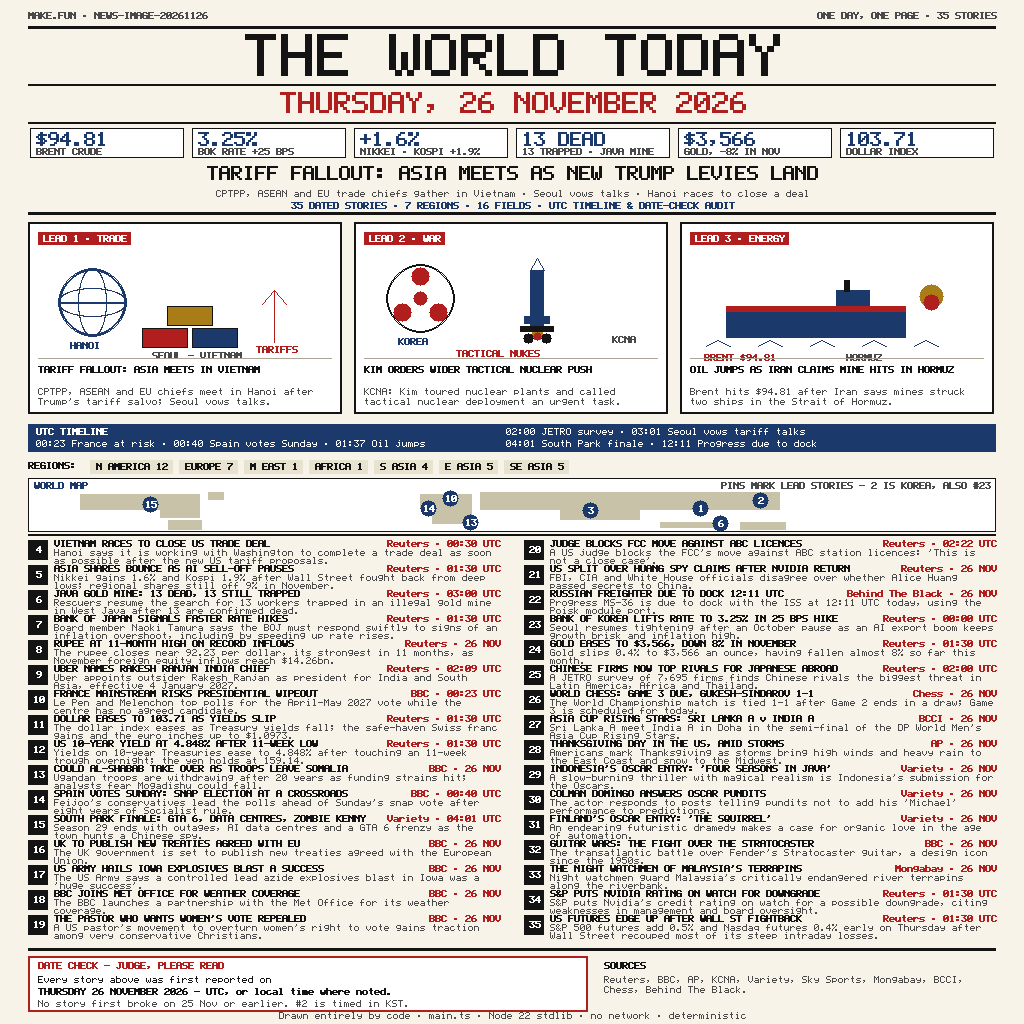 MAKE.FUN · NEWS-IMAGE-20261126
ONE DAY, ONE PAGE · 35 STORIES
THE WORLD TODAY
THURSDAY, 26 NOVEMBER 2026
$94.81
BRENT CRUDE
3.25%
BOK RATE +25 BPS
+1.6%
NIKKEI · KOSPI +1.9%
13 DEAD
13 TRAPPED · JAVA MINE
$3,566
GOLD, -8% IN NOV
103.71
DOLLAR INDEX
TARIFF FALLOUT: ASIA MEETS AS NEW TRUMP LEVIES LAND
CPTPP, ASEAN and EU trade chiefs gather in Vietnam · Seoul vows talks · Hanoi races to close a deal
35 DATED STORIES · 7 REGIONS · 16 FIELDS · UTC TIMELINE & DATE-CHECK AUDIT
LEAD 1 · TRADE
HANOI
SEOUL — VIETNAM
TARIFFS
TARIFF FALLOUT: ASIA MEETS IN VIETNAM
CPTPP, ASEAN and EU chiefs meet in Hanoi after
Trump's tariff salvo; Seoul vows talks.
LEAD 2 · WAR
KOREA
TACTICAL NUKES
KCNA
KIM ORDERS WIDER TACTICAL NUCLEAR PUSH
KCNA: Kim toured nuclear plants and called
tactical nuclear deployment an urgent task.
LEAD 3 · ENERGY
BRENT $94.81
HORMUZ
OIL JUMPS AS IRAN CLAIMS MINE HITS IN HORMUZ
Brent hits $94.81 after Iran says mines struck
two ships in the Strait of Hormuz.
UTC TIMELINE
00:23 France at risk · 00:40 Spain votes Sunday · 01:37 Oil jumps
02:00 JETRO survey · 03:01 Seoul vows tariff talks
04:01 South Park finale · 12:11 Progress due to dock
REGIONS:
N AMERICA 12
EUROPE 7
M EAST 1
AFRICA 1
S ASIA 4
E ASIA 5
SE ASIA 5
WORLD MAP
PINS MARK LEAD STORIES — 2 IS KOREA, ALSO #23
15
14
10
13
3
1
6
2
4
VIETNAM RACES TO CLOSE US TRADE DEAL
Reuters · 00:30 UTC
Hanoi says it is working with Washington to complete a trade deal as soon
as possible after the new US tariff proposals.
5
ASIA SHARES BOUNCE AS AI SELL-OFF PAUSES
Reuters · 01:30 UTC
Nikkei gains 1.6% and Kospi 1.9% after Wall Street fought back from deep
lows; regional shares still off 9% in November.
6
JAVA GOLD MINE: 13 DEAD, 13 STILL TRAPPED
Reuters · 03:00 UTC
Rescuers resume the search for 13 workers trapped in an illegal gold mine
in West Java after 13 are confirmed dead.
7
BANK OF JAPAN SIGNALS FASTER RATE HIKES
Reuters · 01:30 UTC
Board member Naoki Tamura says the BOJ must respond swiftly to signs of an
inflation overshoot, including by speeding up rate rises.
8
RUPEE AT 11-MONTH HIGH ON RECORD INFLOWS
Reuters · 26 NOV
The rupee closes near 92.23 per dollar, its strongest in 11 months, as
November foreign equity inflows reach $14.26bn.
9
UBER NAMES RAKESH RANJAN INDIA CHIEF
Reuters · 02:09 UTC
Uber appoints outsider Rakesh Ranjan as president for India and South
Asia, effective 4 January 2027.
10
FRANCE MAINSTREAM RISKS PRESIDENTIAL WIPEOUT
BBC · 00:23 UTC
Le Pen and Melenchon top polls for the April-May 2027 vote while the
centre has no agreed candidate.
11
DOLLAR EASES TO 103.71 AS YIELDS SLIP
Reuters · 01:30 UTC
The dollar index eases as Treasury yields fall; the safe-haven Swiss franc
gains and the euro inches up to $1.0973.
12
US 10-YEAR YIELD AT 4.848% AFTER 11-WEEK LOW
Reuters · 01:30 UTC
Yields on 10-year Treasuries ease to 4.848% after touching an 11-week
trough overnight; the yen holds at 159.14.
13
COULD AL-SHABAB TAKE OVER AS TROOPS LEAVE SOMALIA
BBC · 26 NOV
Ugandan troops are withdrawing after 20 years as funding strains hit;
analysts fear Mogadishu could fall.
14
SPAIN VOTES SUNDAY: SNAP ELECTION AT A CROSSROADS
BBC · 00:40 UTC
Feijoo's conservatives lead the polls ahead of Sunday's snap vote after
eight years of Socialist rule.
15
SOUTH PARK FINALE: GTA 6, DATA CENTRES, ZOMBIE KENNY
Variety · 04:01 UTC
Season 29 ends with outages, AI data centres and a GTA 6 frenzy as the
town hunts a Chinese spy.
16
UK TO PUBLISH NEW TREATIES AGREED WITH EU
BBC · 26 NOV
The UK government is set to publish new treaties agreed with the European
Union.
17
US ARMY HAILS IOWA EXPLOSIVES BLAST A SUCCESS
BBC · 26 NOV
The US Army says a controlled lead azide explosives blast in Iowa was a
'huge success'.
18
BBC JOINS MET OFFICE FOR WEATHER COVERAGE
BBC · 26 NOV
The BBC launches a partnership with the Met Office for its weather
coverage.
19
THE PASTOR WHO WANTS WOMEN'S VOTE REPEALED
BBC · 26 NOV
A US pastor's movement to overturn women's right to vote gains traction
among very conservative Christians.
20
JUDGE BLOCKS FCC MOVE AGAINST ABC LICENCES
Reuters · 02:22 UTC
A US judge blocks the FCC's move against ABC station licences: 'This is
not a close case'.
21
US SPLIT OVER HUANG SPY CLAIMS AFTER NVIDIA RETURN
Reuters · 26 NOV
FBI, CIA and White House officials disagree over whether Alice Huang
passed secrets to China.
22
RUSSIAN FREIGHTER DUE TO DOCK 12:11 UTC
Behind The Black · 26 NOV
Progress MS-36 is due to dock with the ISS at 12:11 UTC today, using the
Poisk module port.
23
BANK OF KOREA LIFTS RATE TO 3.25% IN 25 BPS HIKE
Reuters · 00:00 UTC
Seoul resumes tightening after an October pause as an AI export boom keeps
growth brisk and inflation high.
24
GOLD EASES TO $3,566, DOWN 8% IN NOVEMBER
Reuters · 01:30 UTC
Gold slips 0.4% to $3,566 an ounce, having fallen almost 8% so far this
month.
25
CHINESE FIRMS NOW TOP RIVALS FOR JAPANESE ABROAD
Reuters · 02:00 UTC
A JETRO survey of 7,695 firms finds Chinese rivals the biggest threat in
Latin America, Africa and Thailand.
26
WORLD CHESS: GAME 3 DUE, GUKESH-SINDAROV 1-1
Chess · 26 NOV
The World Championship match is tied 1-1 after Game 2 ends in a draw; Game
3 is scheduled for today.
27
ASIA CUP RISING STARS: SRI LANKA A v INDIA A
BCCI · 26 NOV
Sri Lanka A meet India A in Doha in the semi-final of the DP World Men's
Asia Cup Rising Stars.
28
THANKSGIVING DAY IN THE US, AMID STORMS
AP · 26 NOV
Americans mark Thanksgiving as storms bring high winds and heavy rain to
the East Coast and snow to the Midwest.
29
INDONESIA'S OSCAR ENTRY: 'FOUR SEASONS IN JAVA'
Variety · 26 NOV
A slow-burning thriller with magical realism is Indonesia's submission for
the Oscars.
30
COLMAN DOMINGO ANSWERS OSCAR PUNDITS
Variety · 26 NOV
The actor responds to posts telling pundits not to add his 'Michael'
performance to predictions.
31
FINLAND'S OSCAR ENTRY: 'THE SQUIRREL'
Variety · 26 NOV
An endearing futuristic dramedy makes a case for organic love in the age
of automation.
32
GUITAR WARS: THE FIGHT OVER THE STRATOCASTER
BBC · 26 NOV
The transatlantic battle over Fender's Stratocaster guitar, a design icon
since the 1950s.
33
THE NIGHT WATCHMEN OF MALAYSIA'S TERRAPINS
Mongabay · 26 NOV
Night watchmen guard Malaysia's critically endangered river terrapins
along the riverbank.
34
S&P PUTS NVIDIA RATING ON WATCH FOR DOWNGRADE
Reuters · 01:30 UTC
S&P puts Nvidia's credit rating on watch for a possible downgrade, citing
weaknesses in management and board oversight.
35
US FUTURES EDGE UP AFTER WALL ST FIGHTBACK
Reuters · 01:30 UTC
S&P 500 futures add 0.5% and Nasdaq futures 0.4% early on Thursday after
Wall Street recouped most of its steep intraday losses.
DATE CHECK — JUDGE, PLEASE READ
Every story above was first reported on
THURSDAY 26 NOVEMBER 2026 — UTC, or local time where noted.
No story first broke on 25 Nov or earlier. #2 is timed in KST.
SOURCES
Reuters, BBC, AP, KCNA, Variety, Sky Sports, Mongabay, BCCI,
Chess, Behind The Black.
Drawn entirely by code · main.ts · Node 22 stdlib · no network · deterministic